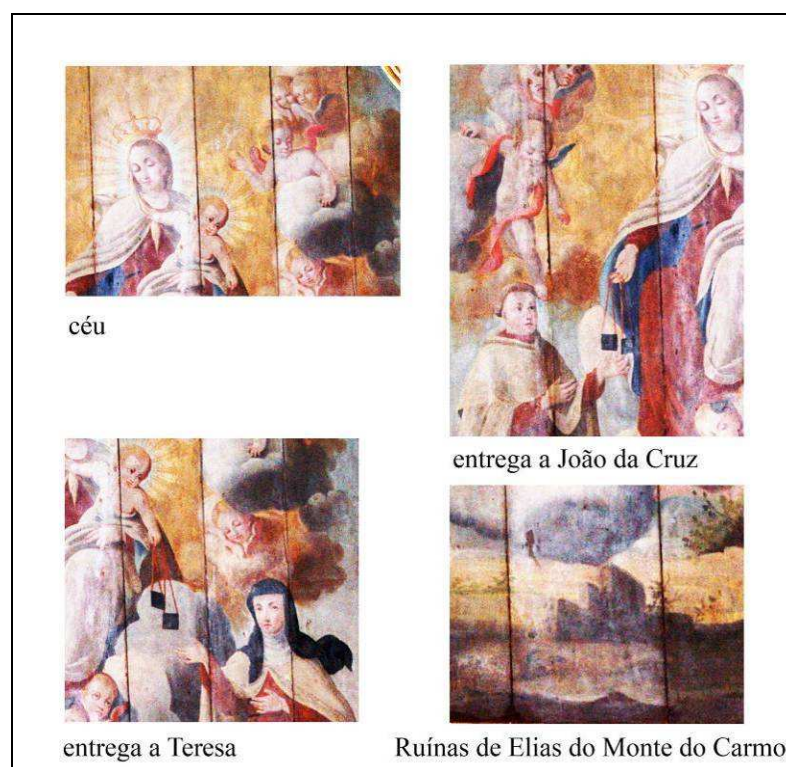 céu
entrega a João da Cruz
entrega a Teresa
Ruínas de Elias do Monte do Carmo